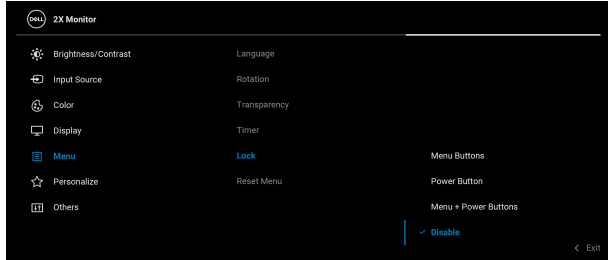 DELL 2X Monitor
Brightness/Contrast Language
Input Source Rotation
Color Transparency
Display Timer
Menu Lock Menu Buttons
Personalize Reset Menu Power Button
Others Menu + Power Buttons
Disable
Exit